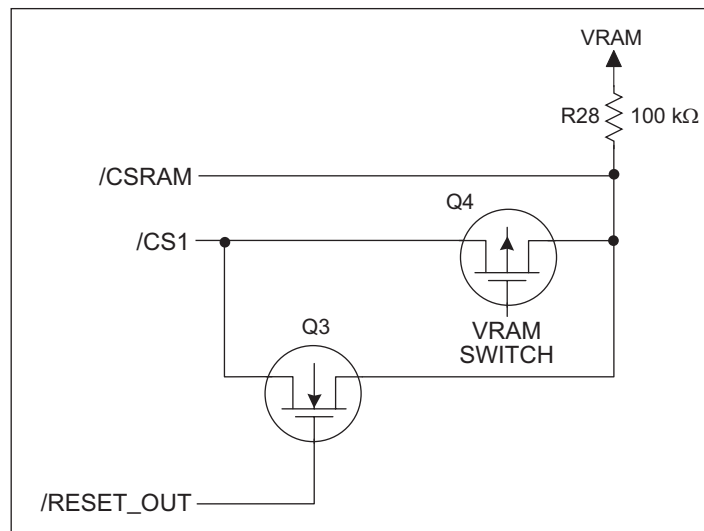 VRAM
R28 100 kΩ
/CSRAM
Q4
/CS1
VRAM
SWITCH
Q3
/RESET_OUT